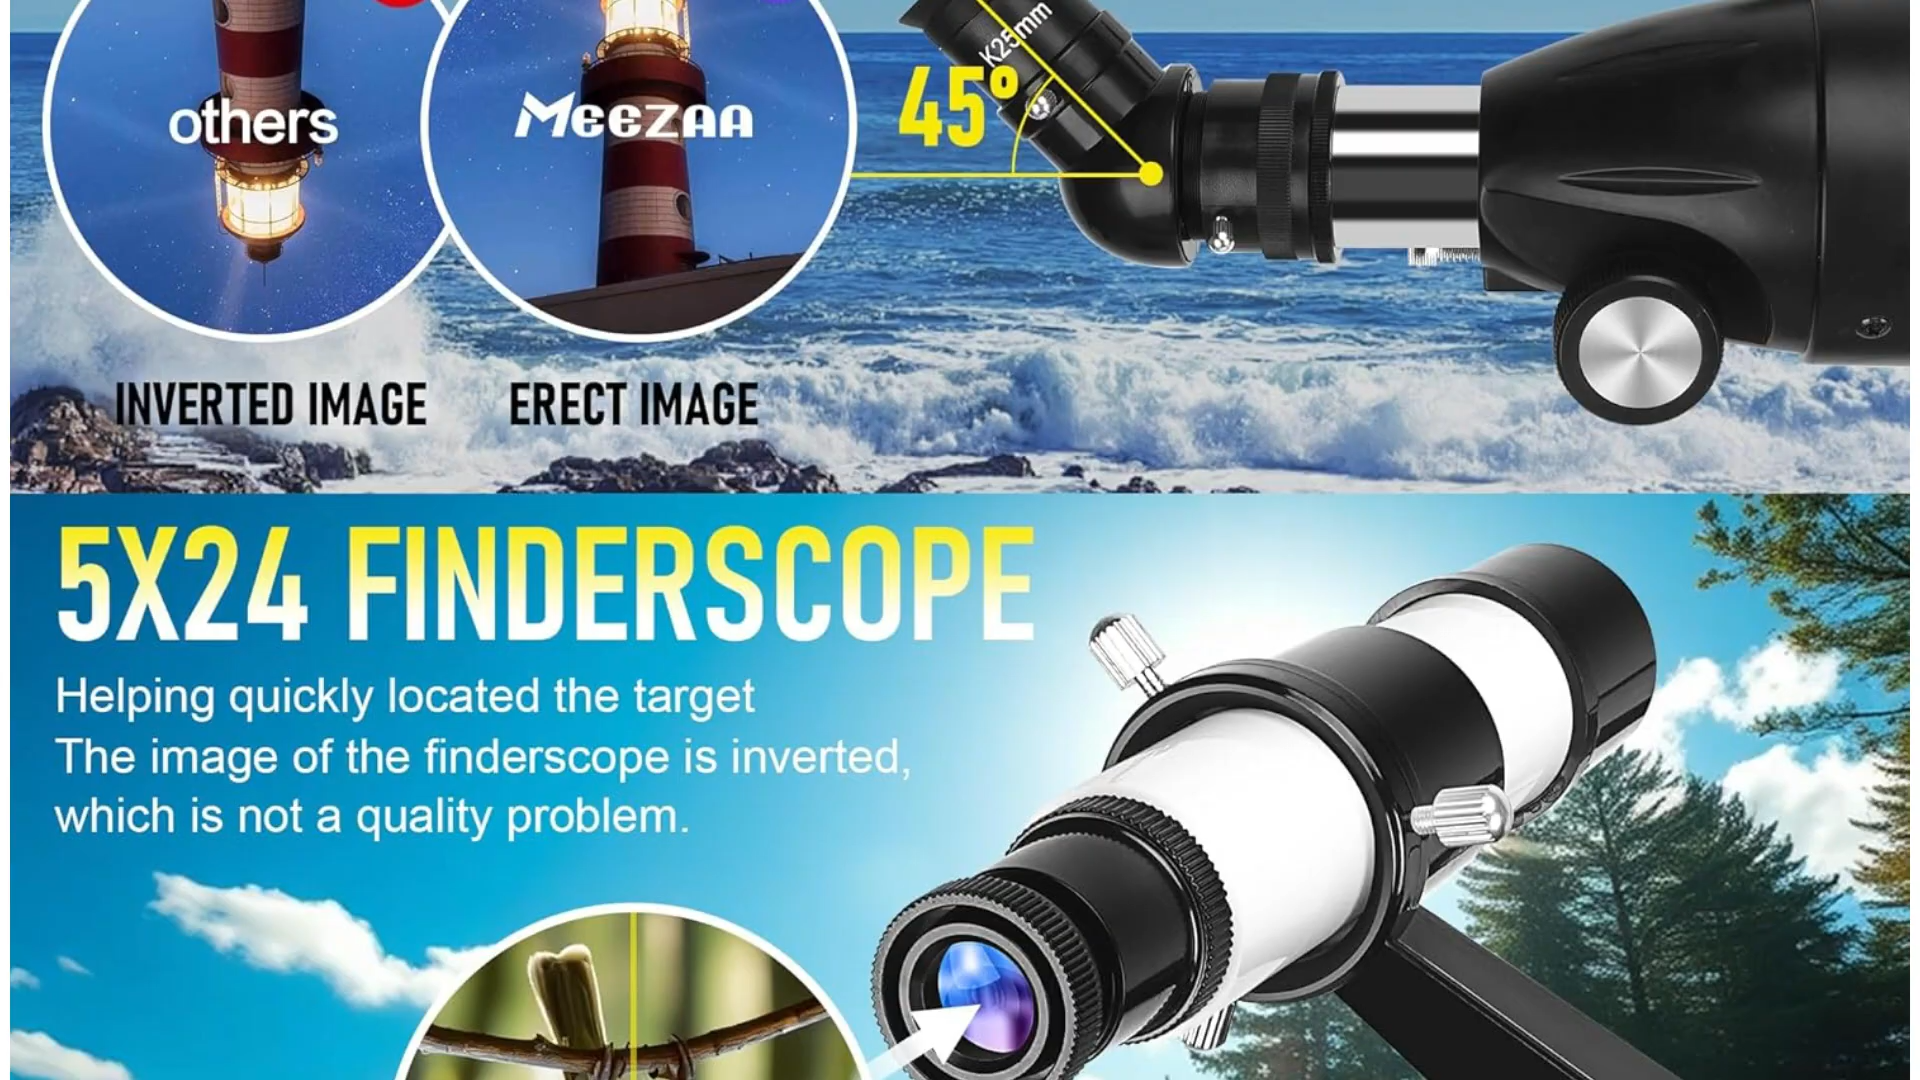 others
MEEZAA
K25mm
45°
INVERTED IMAGE
ERECT IMAGE
5X24 FINDERSCOPE
Helping quickly located the target
The image of the finderscope is inverted,
which is not a quality problem.